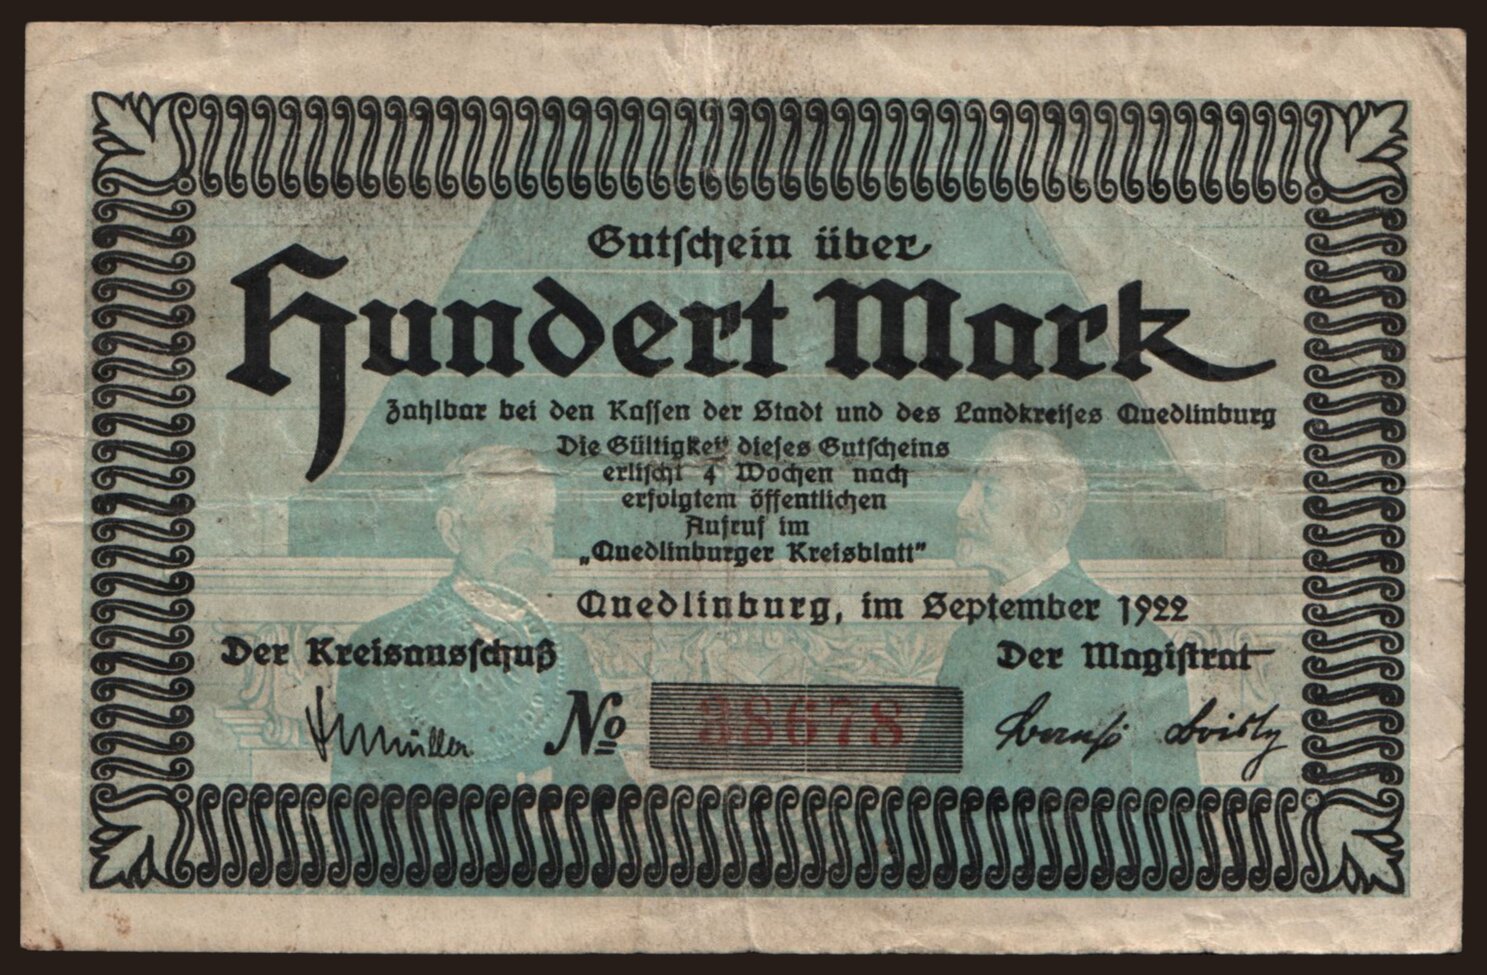 Gutschein über
Hundert Mark
Zahlbar bei den Kassen der Stadt und des Landkreises Quedlinburg
Die Gültigkeit dieses Gutscheins
erlischt 4 Wochen nach
erfolgtem öffentlichen
Aufruf im
„Quedlinburger Kreisblatt"
Quedlinburg, im September 1922
Der Kreisausschuß Der Magistrat
Müller № 38678